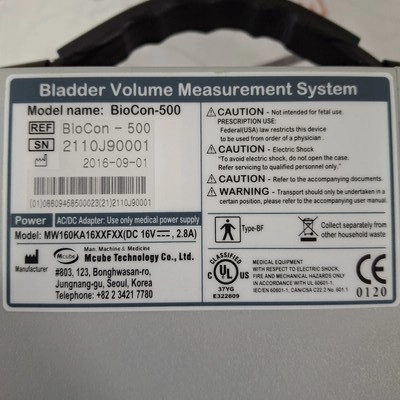 Bladder Volume Measurement System
Model name: BioCon-500
REF BioCon - 500
SN 2110J90001
2016-09-01
(01)08809458500023(21)2110J90001
CAUTION - Not intended for fetal use.
PRESCRIPTION USE:
Federal(USA) law restricts this device
to used from by order of a physician.
CAUTION - Electric Shock
"To avoid electric shock, do not open the case.
Refer servicing to qualified personnel only."
CAUTION - Refer to the accompanying documents.
WARNING - Transport should only be undertaken in a
certain posture, Refer to accompanying documents.
Power AC/DC Adapter: Use only medical power supply
Model: MW160KA16XXFXX(DC 16V, 2.8A)
Type-BF
Collect separately from
other household waste
Manufacturer
Mcube
Man, Machine & Medicine
Mcube Technology Co., Ltd.
#803, 123, Bonghwasan-ro,
Jungnang-gu, Seoul, Korea
Telephone: +82 2 3421 7780
CLASSIFIED
C UL US
37YG
E322809
MEDICAL EQUIPMENT
WITH RESPECT TO ELECTRIC SHOCK,
FIRE AND MECHANICAL HAZARDS ONLY
IN ACCORDANCE WITH UL 60601-1,
IEC/EN 60601-1, CAN/CSA C22.2 No. 601.1
CE
0120